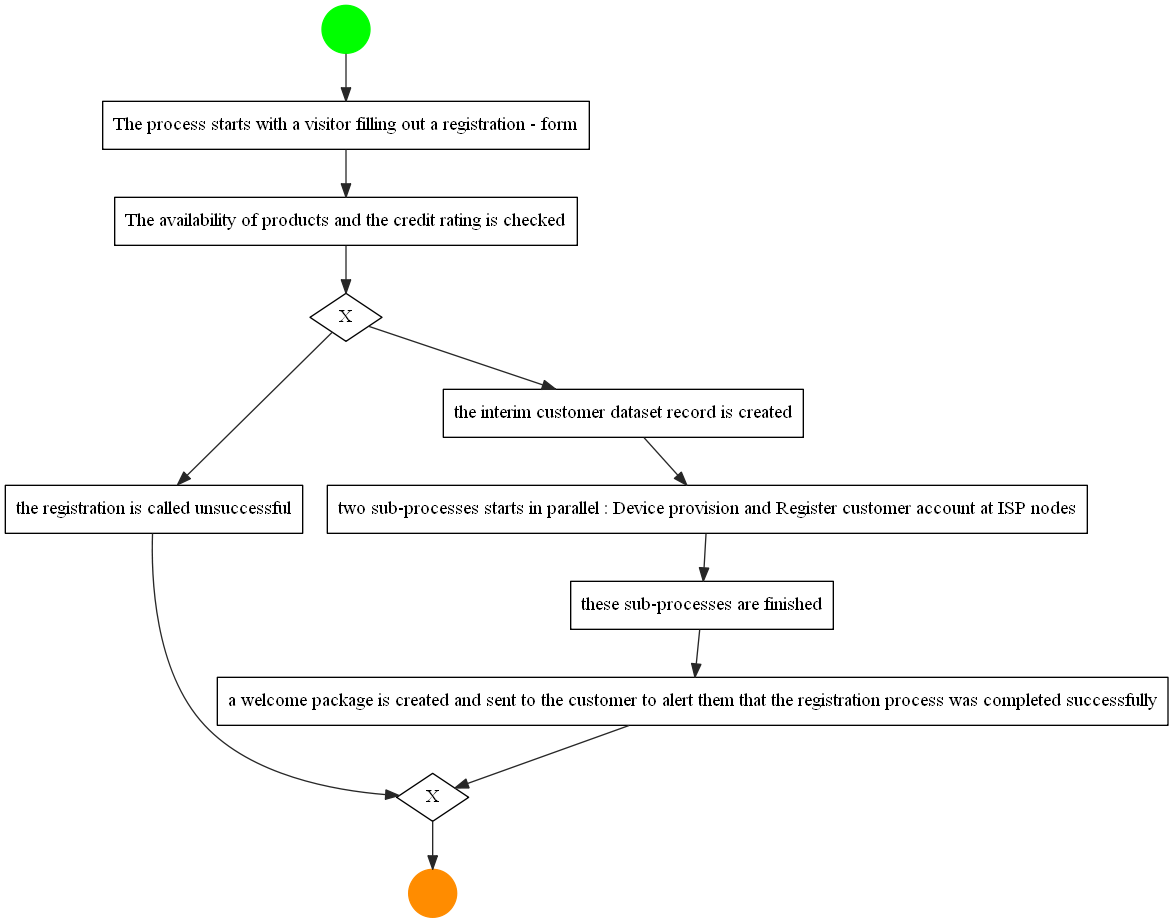 The process starts with a visitor filling out a registration - form
The availability of products and the credit rating is checked
X
the interim customer dataset record is created
the registration is called unsuccessful
two sub-processes starts in parallel : Device provision and Register customer account at ISP nodes
these sub-processes are finished
a welcome package is created and sent to the customer to alert them that the registration process was completed successfully
X